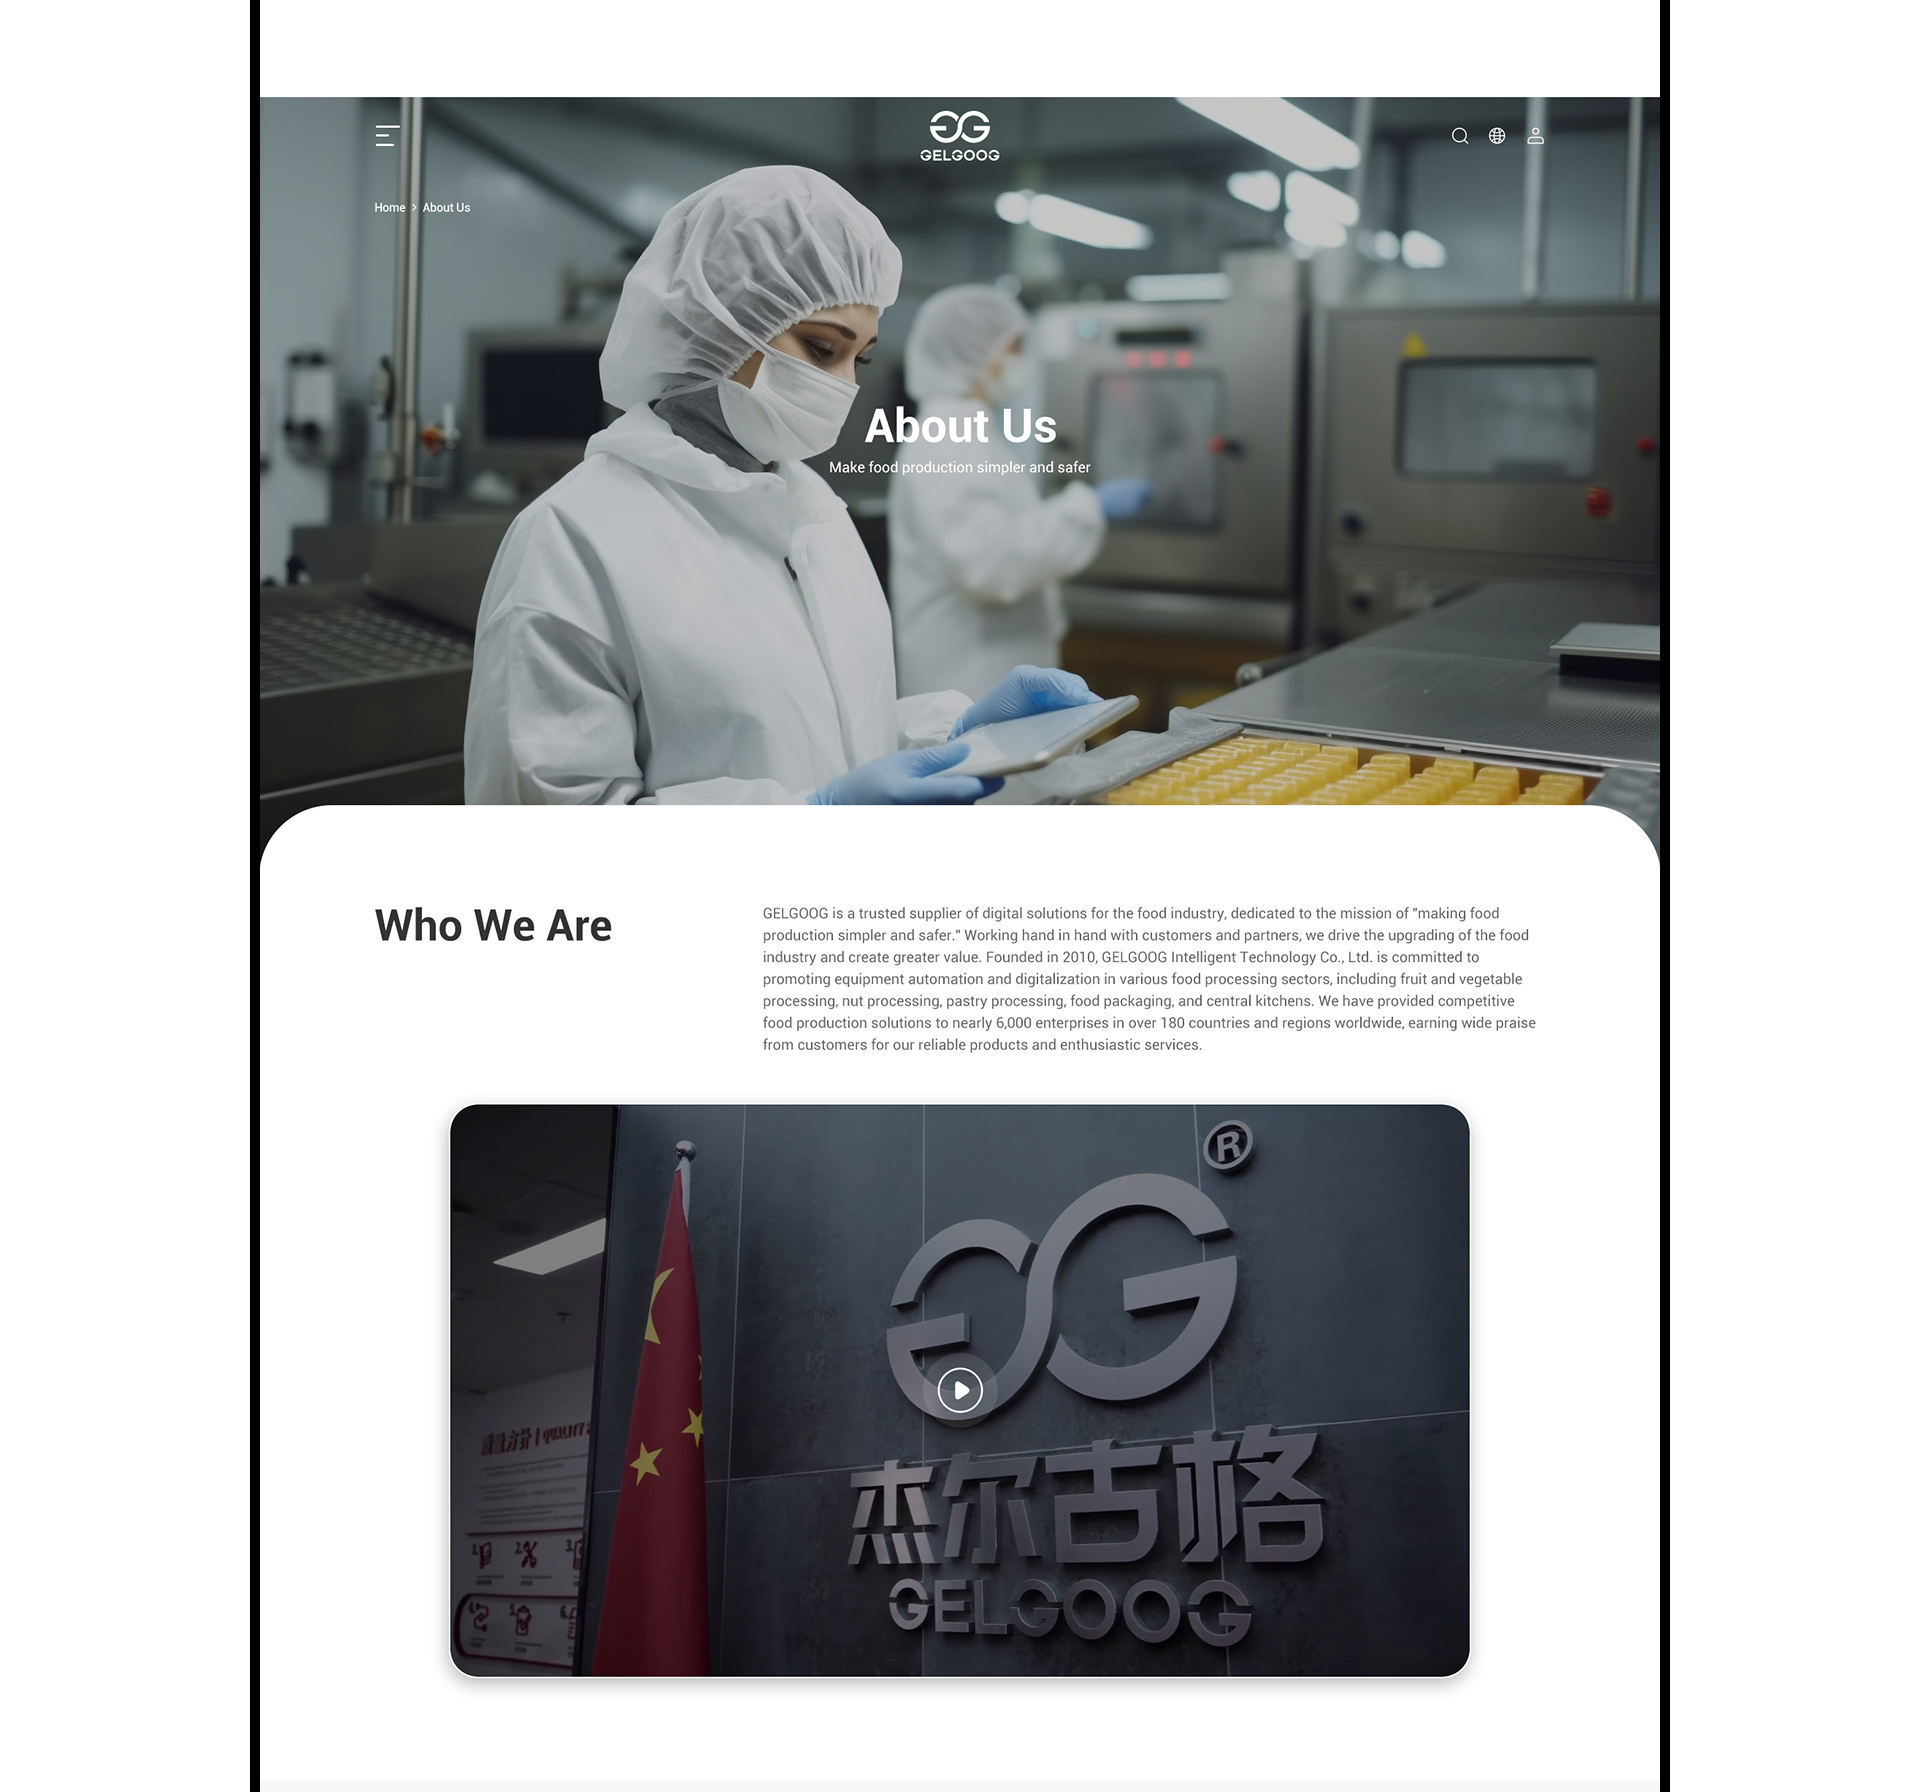 GELGOOG
Home > About Us
About Us
Make food production simpler and safer
Who We Are
GELGOOG is a trusted supplier of digital solutions for the food industry, dedicated to the mission of "making food
production simpler and safer." Working hand in hand with customers and partners, we drive the upgrading of the food
industry and create greater value. Founded in 2010, GELGOOG Intelligent Technology Co., Ltd. is committed to
promoting equipment automation and digitalization in various food processing sectors, including fruit and vegetable
processing, nut processing, pastry processing, food packaging, and central kitchens. We have provided competitive
food production solutions to nearly 6,000 enterprises in over 180 countries and regions worldwide, earning wide praise
from customers for our reliable products and enthusiastic services.
®
杰尔古格
GELGOOG